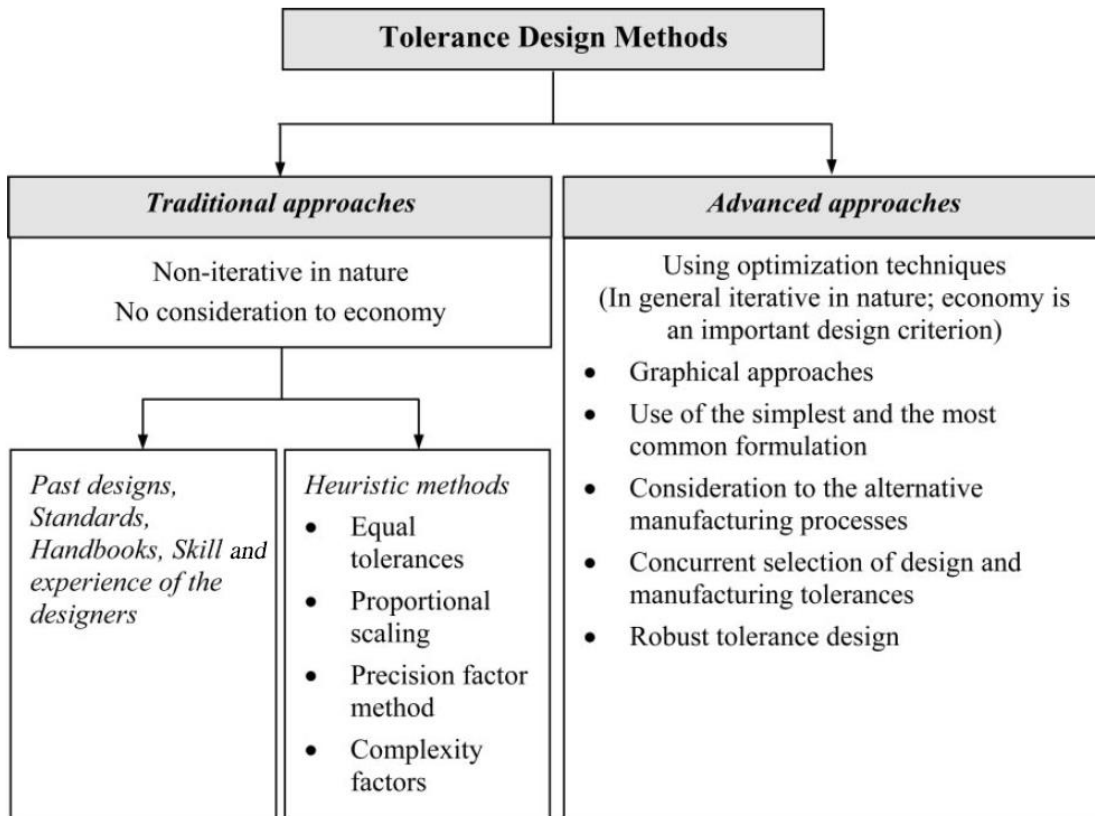 Tolerance Design Methods
Traditional approaches
Non-iterative in nature
No consideration to economy
Past designs,
Standards,
Handbooks, Skill and
experience of the
designers
Heuristic methods
• Equal
tolerances
• Proportional
scaling
• Precision factor
method
• Complexity
factors
Advanced approaches
Using optimization techniques
(In general iterative in nature; economy is
an important design criterion)
• Graphical approaches
• Use of the simplest and the most
common formulation
• Consideration to the alternative
manufacturing processes
• Concurrent selection of design and
manufacturing tolerances
• Robust tolerance design